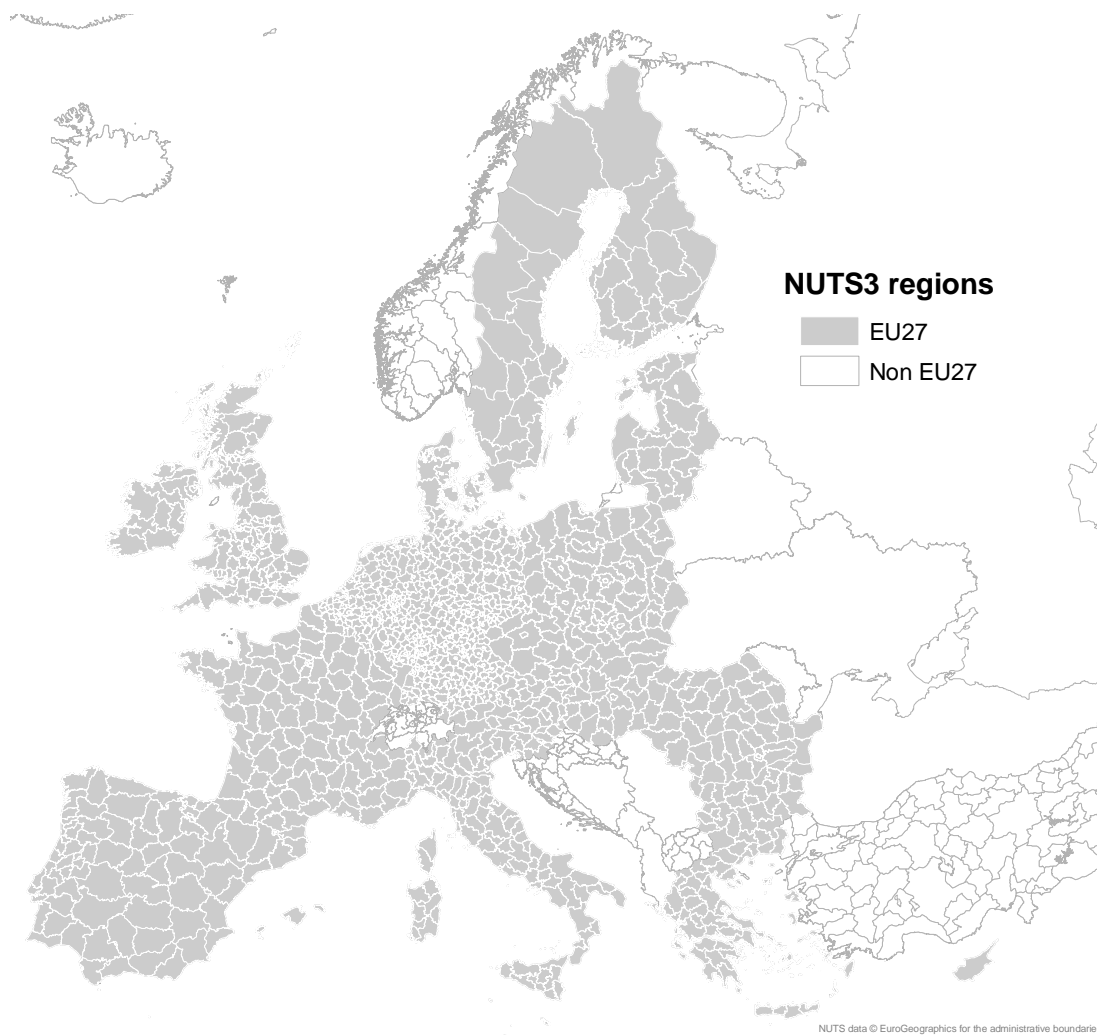 NUTS3 regions
EU27
Non EU27
NUTS data © EuroGeographics for the administrative boundarie